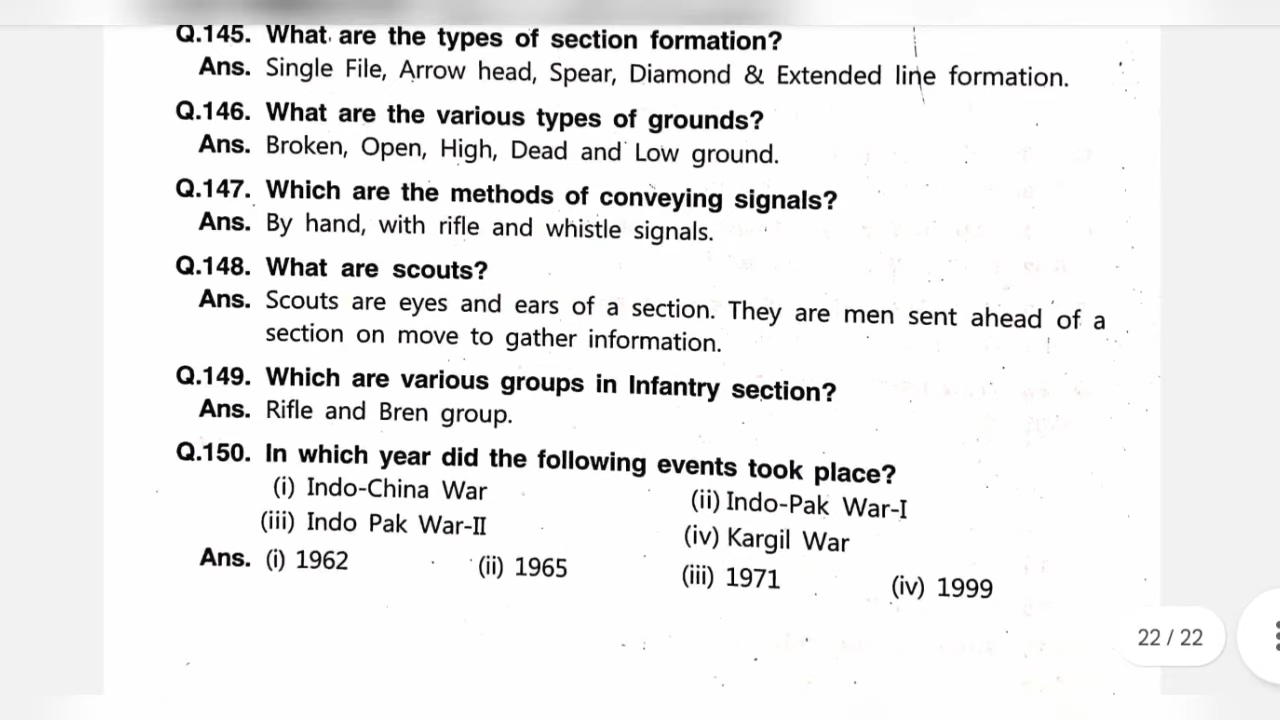 Q.145. What are the types of section formation?
Ans. Single File, Arrow head, Spear, Diamond & Extended line formation.
Q.146. What are the various types of grounds?
Ans. Broken, Open, High, Dead and Low ground.
Q.147. Which are the methods of conveying signals?
Ans. By hand, with rifle and whistle signals.
Q.148. What are scouts?
Ans. Scouts are eyes and ears of a section. They are men sent ahead of a
section on move to gather information.
Q.149. Which are various groups in Infantry section?
Ans. Rifle and Bren group.
Q.150. In which year did the following events took place?
(i) Indo-China War (ii) Indo-Pak War-I
(iii) Indo Pak War-II (iv) Kargil War
Ans. (i) 1962 (ii) 1965 (iii) 1971 (iv) 1999
22 / 22